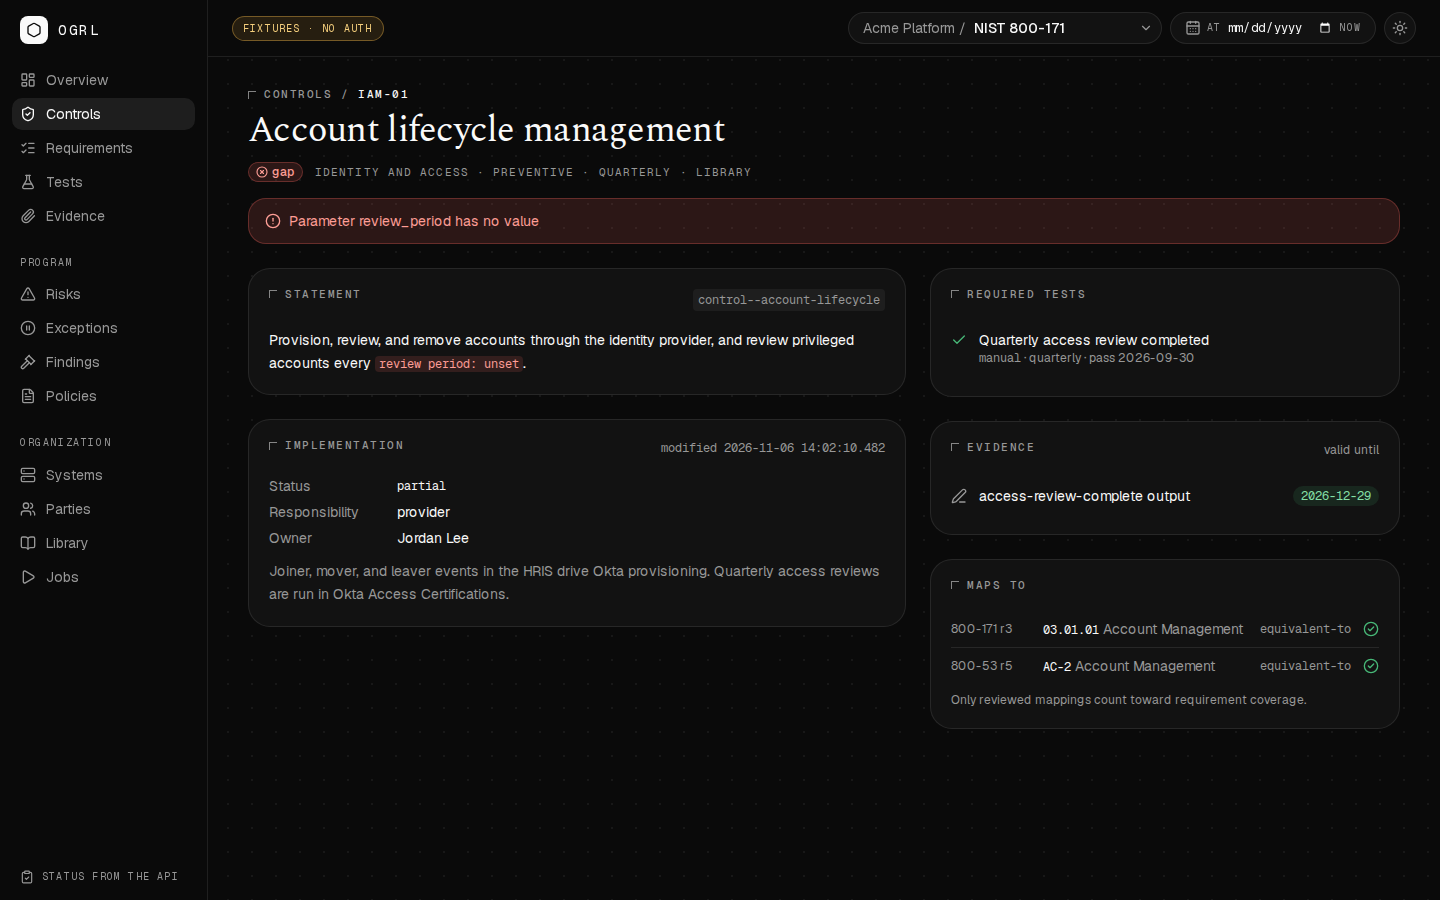 OGRL
FIXTURES · NO AUTH
Acme Platform / NIST 800-171
AT mm/dd/yyyy NOW
Overview
Controls
Requirements
Tests
Evidence
PROGRAM
Risks
Exceptions
Findings
Policies
ORGANIZATION
Systems
Parties
Library
Jobs
STATUS FROM THE API
CONTROLS / IAM-01
Account lifecycle management
gap IDENTITY AND ACCESS · PREVENTIVE · QUARTERLY · LIBRARY
Parameter review_period has no value
STATEMENT
control--account-lifecycle
Provision, review, and remove accounts through the identity provider, and review privileged
accounts every review period: unset.
IMPLEMENTATION
modified 2026-11-06 14:02:10.482
Status partial
Responsibility provider
Owner Jordan Lee
Joiner, mover, and leaver events in the HRIS drive Okta provisioning. Quarterly access reviews
are run in Okta Access Certifications.
REQUIRED TESTS
Quarterly access review completed
manual · quarterly · pass 2026-09-30
EVIDENCE
valid until
access-review-complete output 2026-12-29
MAPS TO
800-171 r3 03.01.01 Account Management equivalent-to
800-53 r5 AC-2 Account Management equivalent-to
Only reviewed mappings count toward requirement coverage.